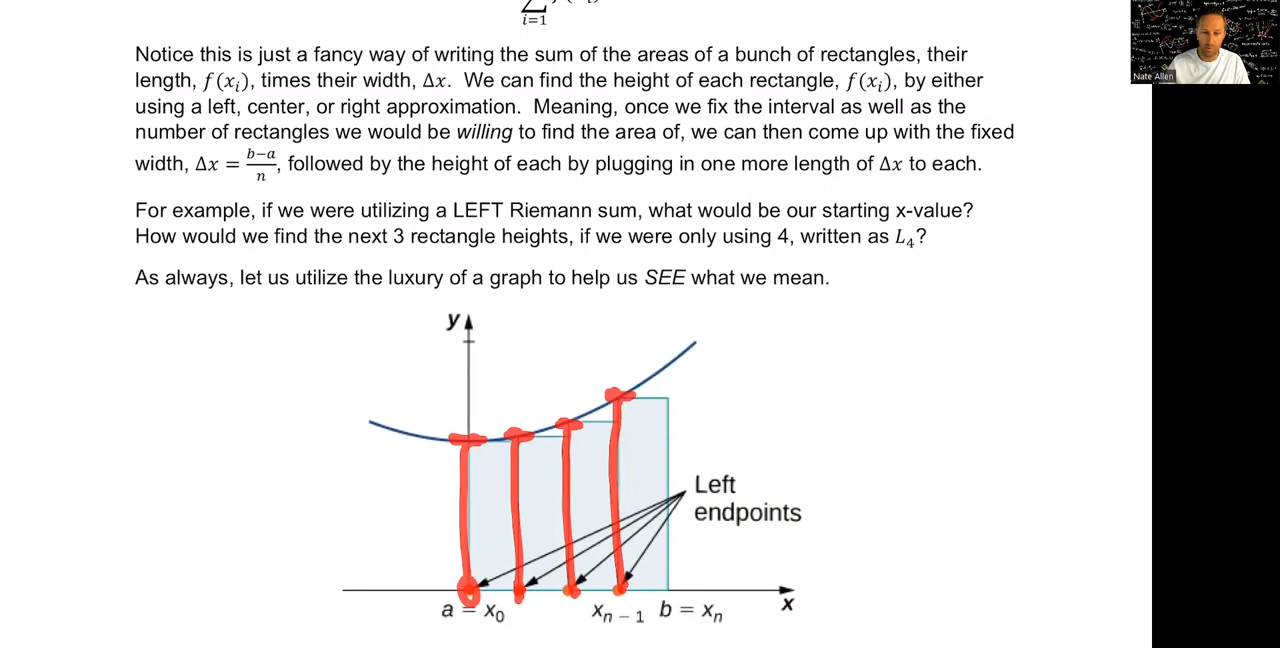 i=1
Notice this is just a fancy way of writing the sum of the areas of a bunch of rectangles, their
length, f(xᵢ), times their width, Δx. We can find the height of each rectangle, f(xᵢ), by either
using a left, center, or right approximation. Meaning, once we fix the interval as well as the
number of rectangles we would be willing to find the area of, we can then come up with the fixed
width, Δx = (b−a)/n, followed by the height of each by plugging in one more length of Δx to each.
For example, if we were utilizing a LEFT Riemann sum, what would be our starting x-value?
How would we find the next 3 rectangle heights, if we were only using 4, written as L₄?
As always, let us utilize the luxury of a graph to help us SEE what we mean.
y
Left
endpoints
a = x₀
xₙ₋₁
b = xₙ
x
Nate Allen